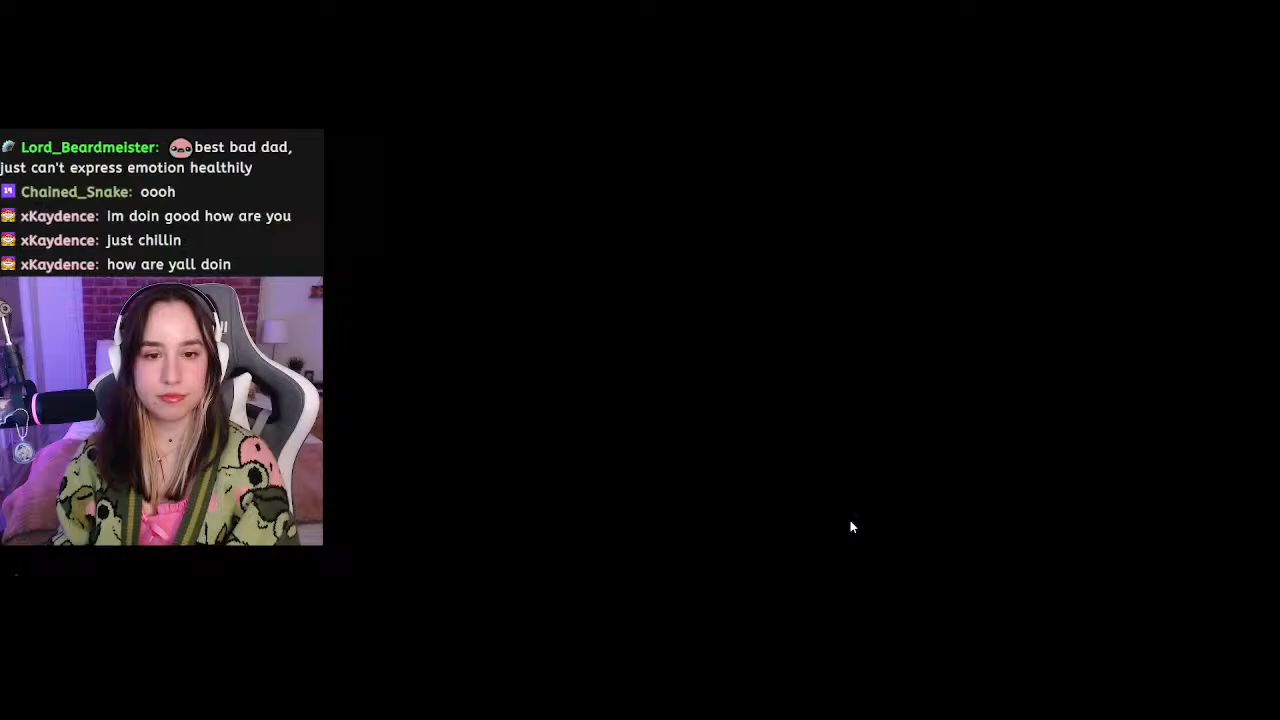 Lord_Beardmeister: best bad dad,
just can't express emotion healthily
Chained_Snake: oooh
xKaydence: Im doin good how are you
xKaydence: Just chillin
xKaydence: how are yall doin